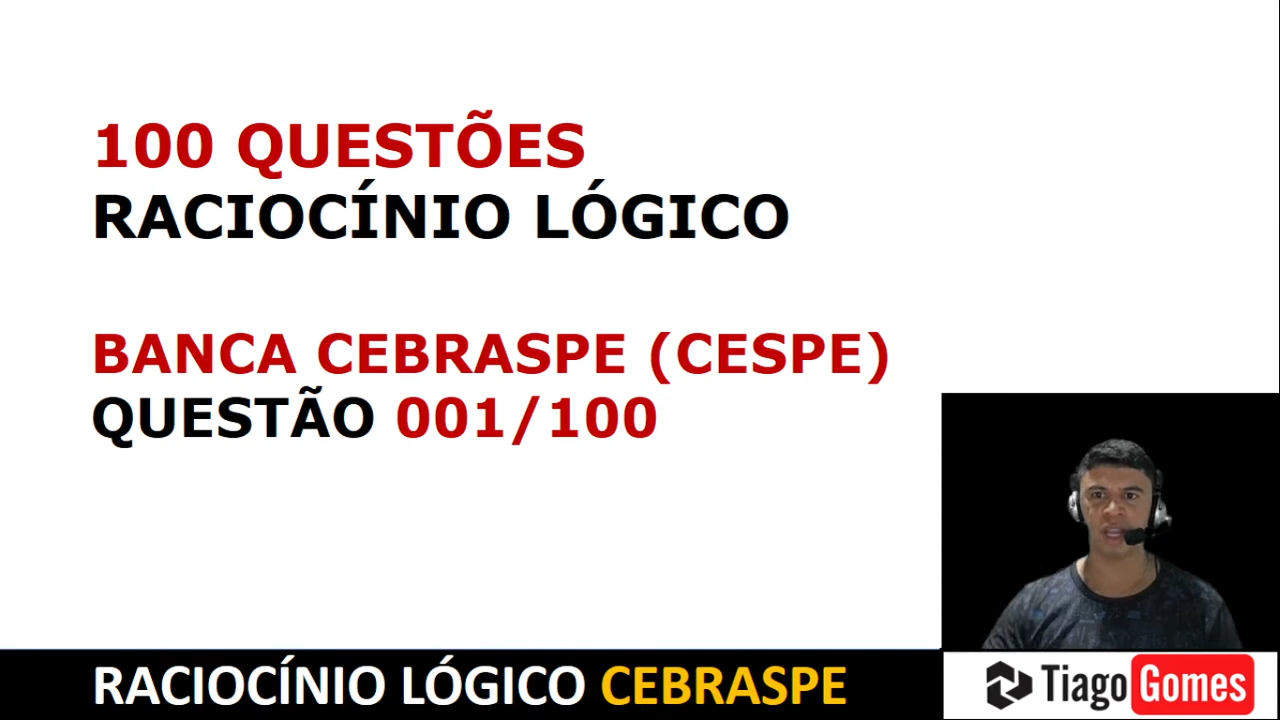 100 QUESTÕES
RACIOCÍNIO LÓGICO
BANCA CEBRASPE (CESPE)
QUESTÃO 001/100
RACIOCÍNIO LÓGICO CEBRASPE
Tiago Gomes